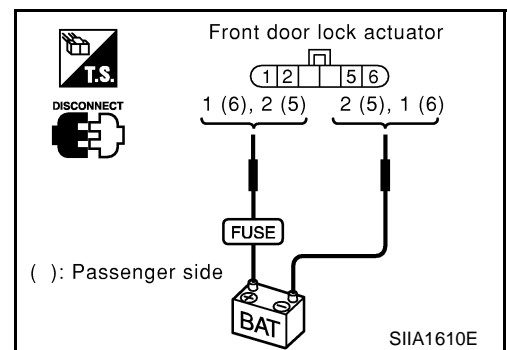 Front door lock actuator
T.S.
1 2 5 6
DISCONNECT
1 (6), 2 (5) 2 (5), 1 (6)
FUSE
( ): Passenger side
+ −
BAT
SIIA1610E